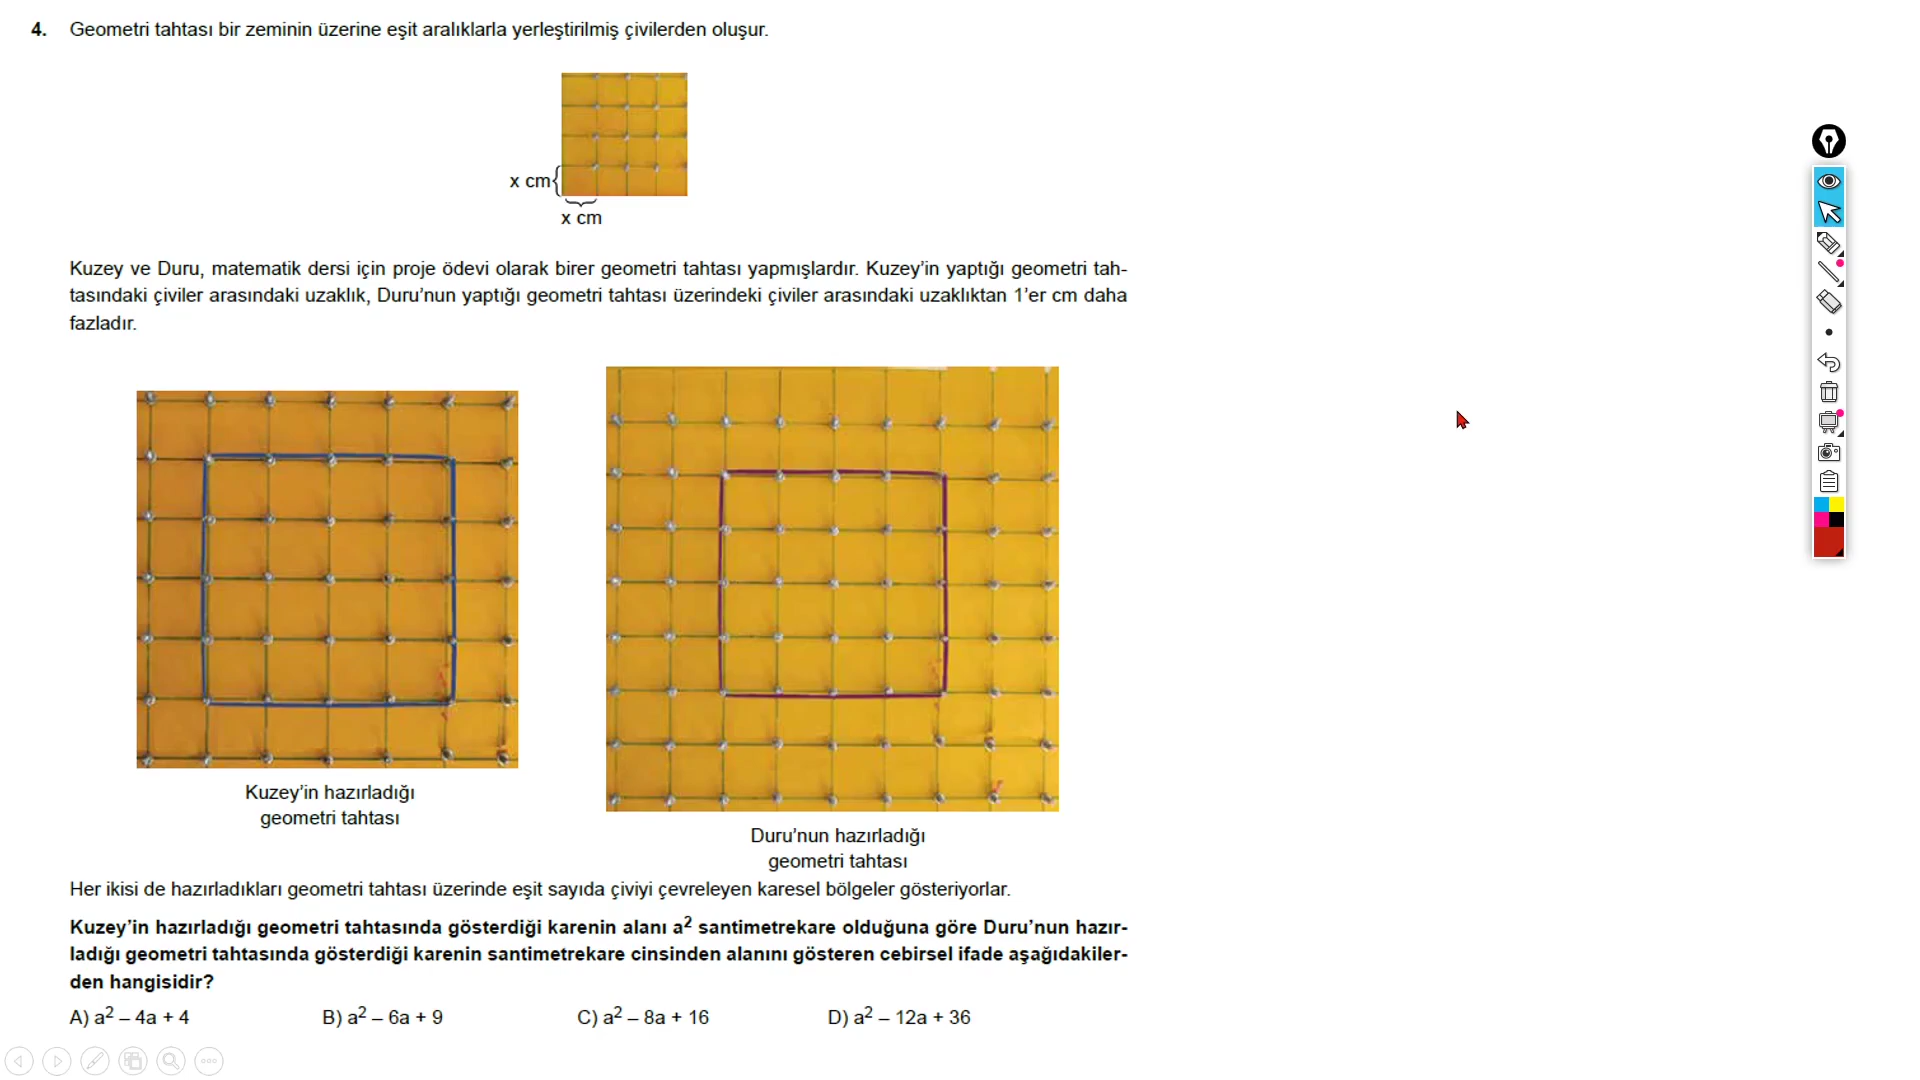 4. Geometri tahtası bir zeminin üzerine eşit aralıklarla yerleştirilmiş çivilerden oluşur.
x cm
x cm
Kuzey ve Duru, matematik dersi için proje ödevi olarak birer geometri tahtası yapmışlardır. Kuzey’in yaptığı geometri tah-
tasındaki çiviler arasındaki uzaklık, Duru’nun yaptığı geometri tahtası üzerindeki çiviler arasındaki uzaklıktan 1’er cm daha
fazladır.
Kuzey’in hazırladığı
geometri tahtası
Duru’nun hazırladığı
geometri tahtası
Her ikisi de hazırladıkları geometri tahtası üzerinde eşit sayıda çiviyi çevreleyen karesel bölgeler gösteriyorlar.
Kuzey’in hazırladığı geometri tahtasında gösterdiği karenin alanı a² santimetrekare olduğuna göre Duru’nun hazır-
ladığı geometri tahtasında gösterdiği karenin santimetrekare cinsinden alanını gösteren cebirsel ifade aşağıdakiler-
den hangisidir?
A) a² – 4a + 4 B) a² – 6a + 9 C) a² – 8a + 16 D) a² – 12a + 36